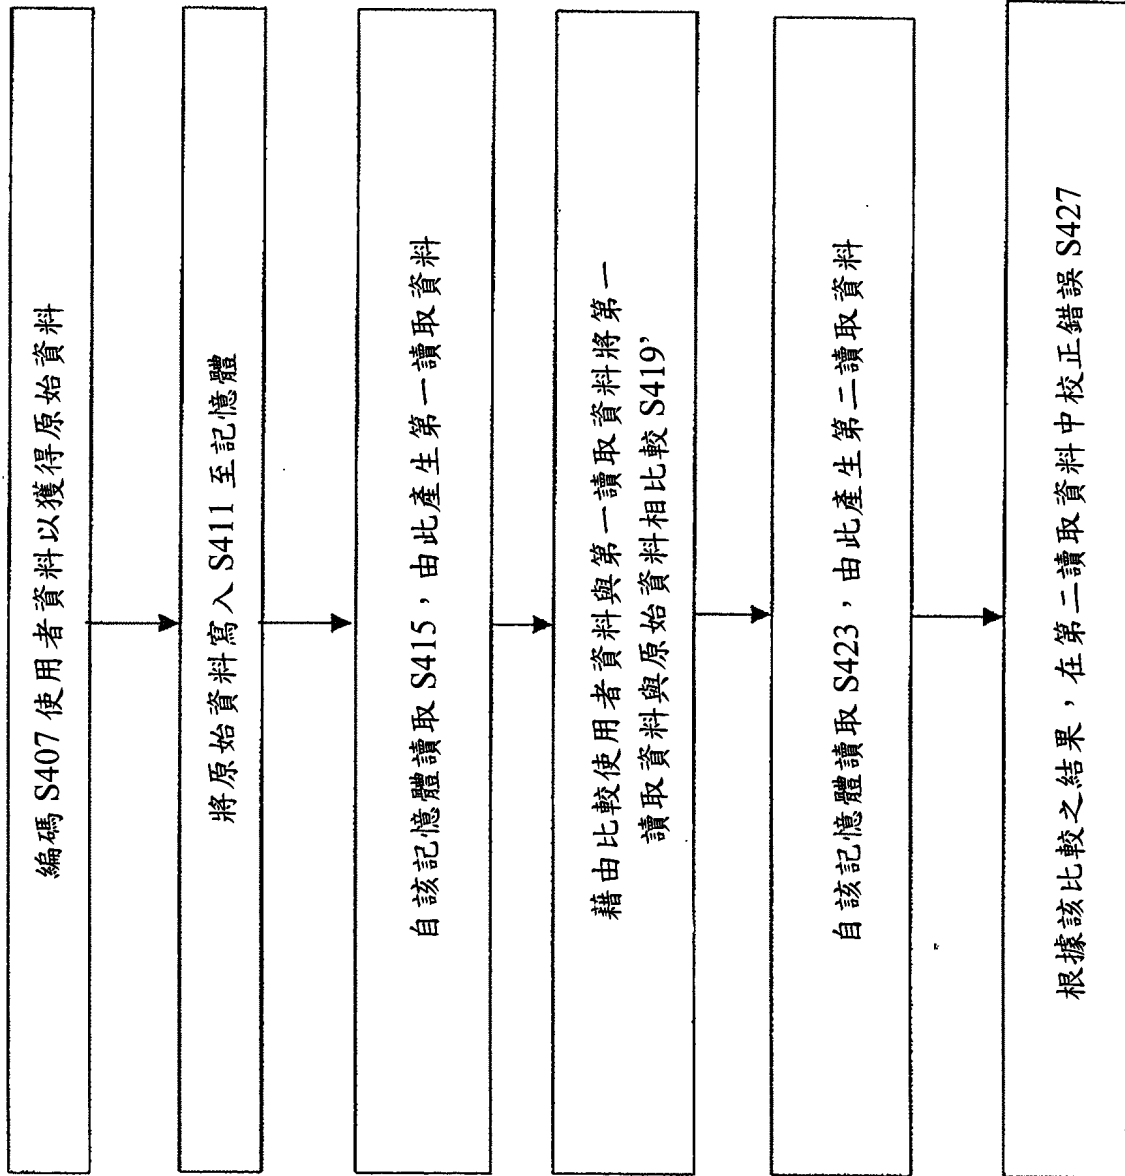 編碼 S407 使用者資料以獲得原始資料
將原始資料寫入 S411 至記憶體
自該記憶體讀取 S415，由此產生第一讀取資料
藉由比較使用者資料與第一讀取資料將第一
讀取資料與原始資料相比較 S419’
自該記憶體讀取 S423，由此產生第二讀取資料
根據該比較之結果，在第二讀取資料中校正錯誤 S427